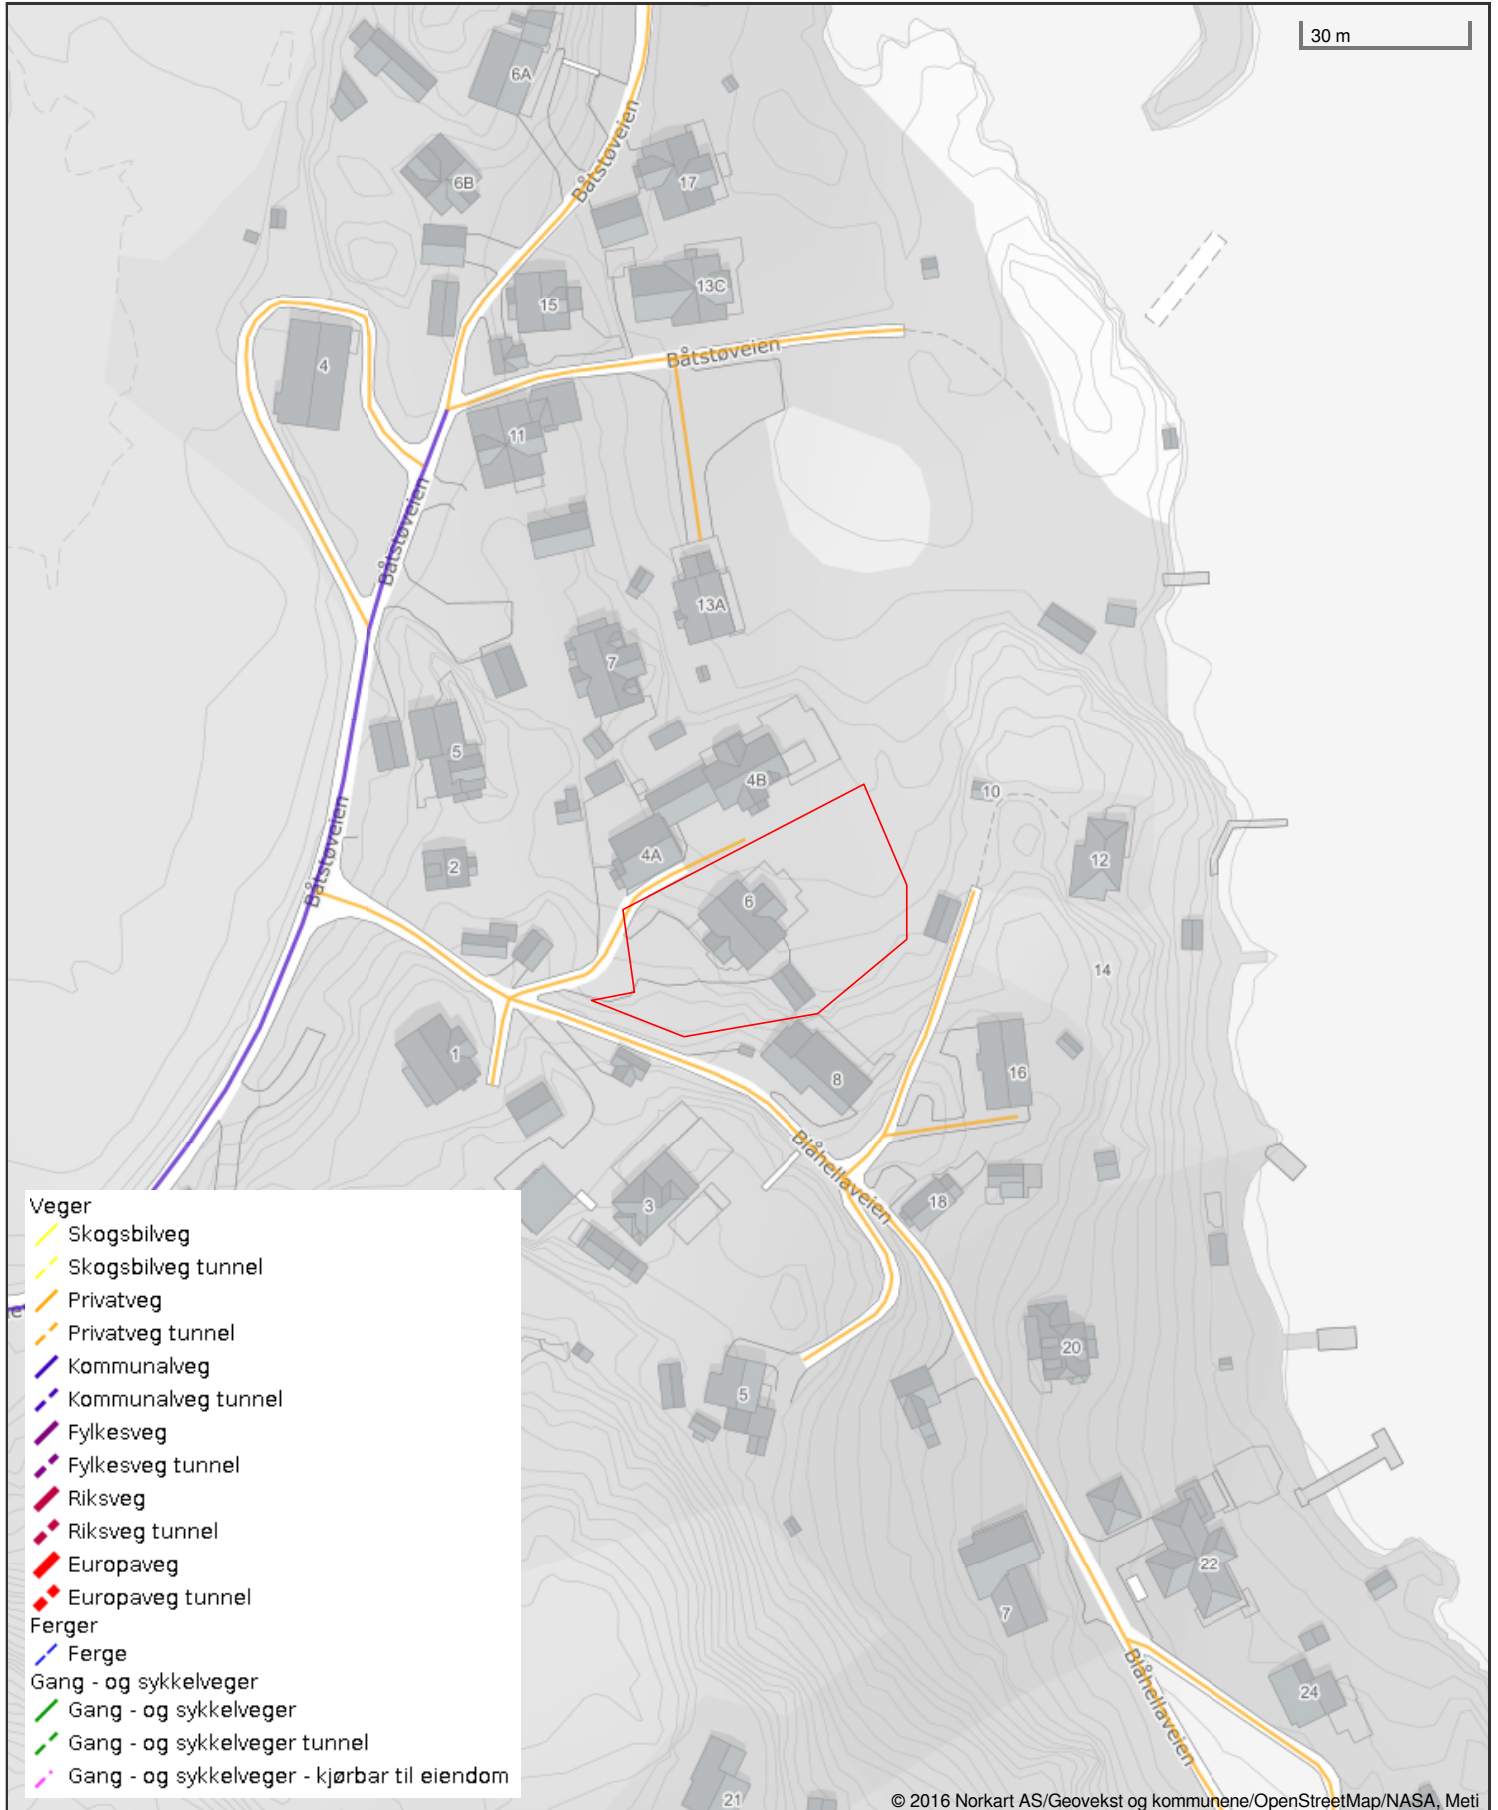 30 m
6A
Båtstøveien
17
6B
13C
15
Båtstøveien
4
11
Båtstøveien
13A
7
5
4B
10
Båtstøveien
2
4A
12
6
14
1
8
16
Blåhellaveien
3
18
20
5
22
7
Blåhellaveien
24
21
Veger
Skogsbilveg
Skogsbilveg tunnel
Privatveg
Privatveg tunnel
Kommunalveg
Kommunalveg tunnel
Fylkesveg
Fylkesveg tunnel
Riksveg
Riksveg tunnel
Europaveg
Europaveg tunnel
Ferger
Ferge
Gang - og sykkelveger
Gang - og sykkelveger
Gang - og sykkelveger tunnel
Gang - og sykkelveger - kjørbar til eiendom
© 2016 Norkart AS/Geovekst og kommunene/OpenStreetMap/NASA, Meti